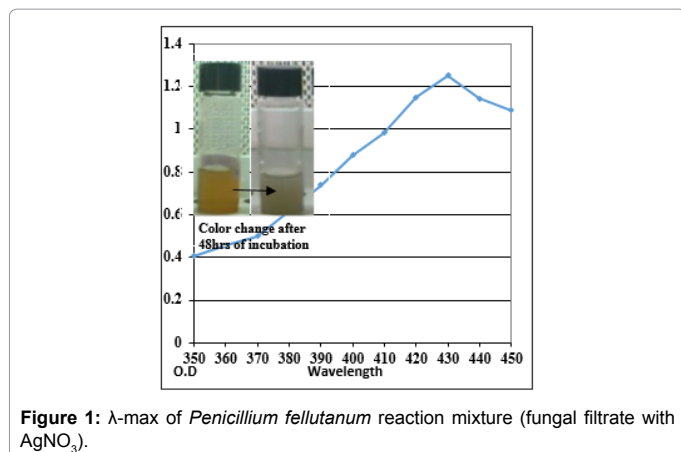 1.4
1.2
1
0.8
0.6
0.4
0.2
0
Color change after
48hrs of incubation
350 360 370 380 390 400 410 420 430 440 450
O.D Wavelength
Figure 1: λ-max of Penicillium fellutanum reaction mixture (fungal filtrate with
AgNO₃).